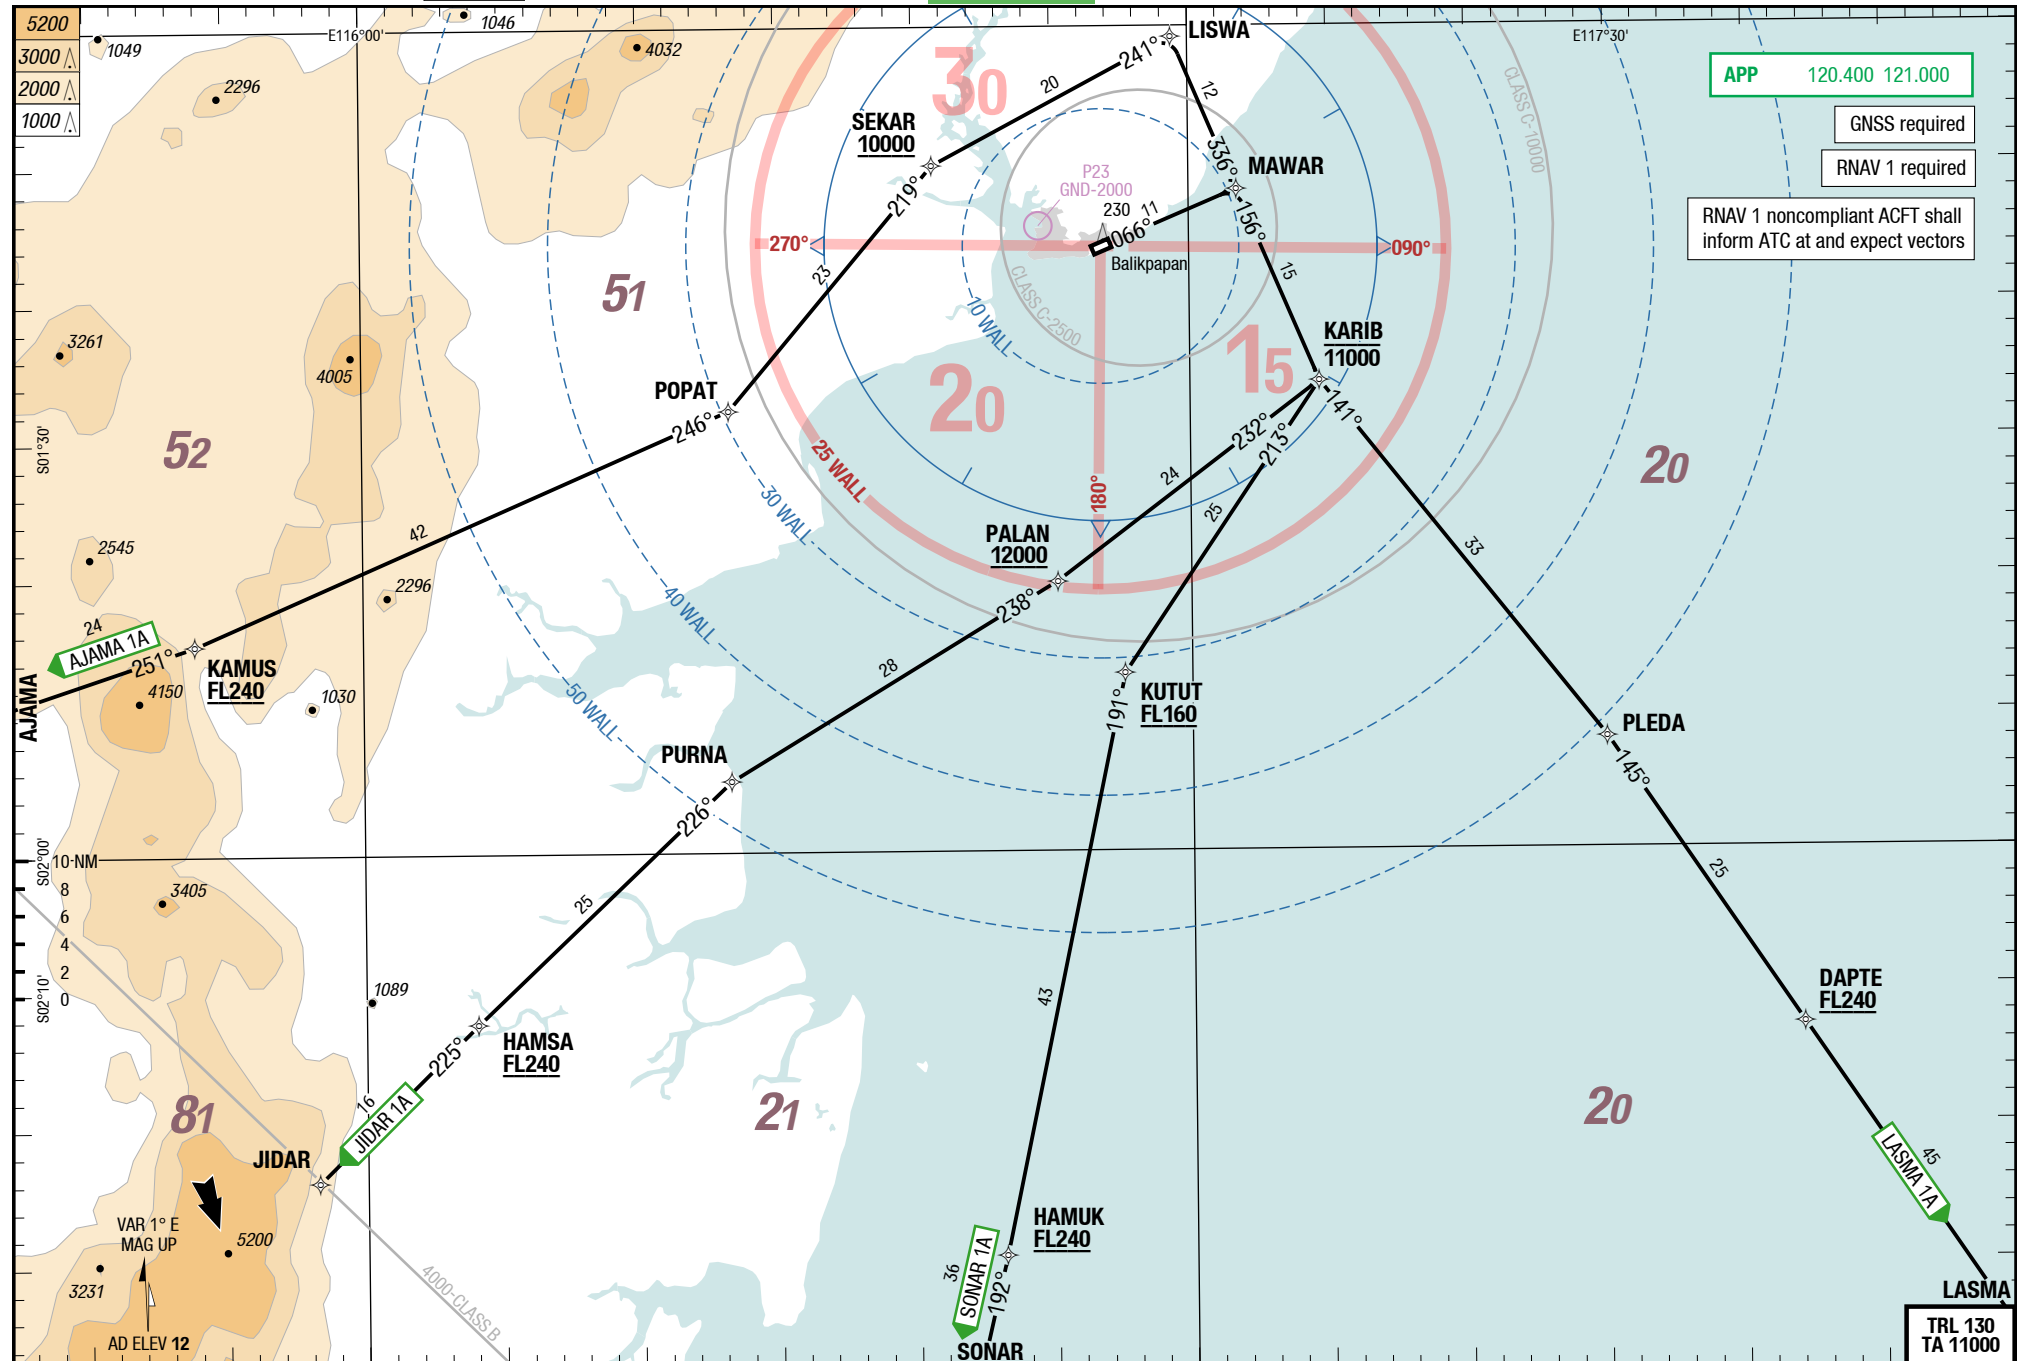 5200
3000
2000
1000
1049
1046
E116°00'
2296
4032
LISWA
241°
20
12
E117°30'
CLASS C-10000
APP 120.400 121.000
GNSS required
RNAV 1 required
RNAV 1 noncompliant ACFT shall
inform ATC at and expect vectors
30
SEKAR
10000
219°
336°
MAWAR
P23
GND-2000
230
11
066°
156°
15
Balikpapan
270°
090°
CLASS C-2500
10 WALL
23
51
3261
4005
KARIB
11000
15
20
POPAT
246°
141°
232°
213°
S01°30'
52
25 WALL
24
25
180°
20
30 WALL
42
33
PALAN
12000
2545
2296
238°
40 WALL
24
AJAMA 1A
251°
KAMUS
FL240
4150
AJAMA
1030
28
50 WALL
KUTUT
FL160
191°
PLEDA
PURNA
145°
226°
S02°00'
10 NM
8
6
4
2
0
S02°10'
3405
25
25
43
1089
DAPTE
FL240
HAMSA
FL240
225°
16
JIDAR 1A
81
21
20
JIDAR
45
LASMA 1A
VAR 1° E
MAG UP
5200
3231
AD ELEV 12
4000-CLASS B
HAMUK
FL240
36
SONAR 1A
192°
SONAR
LASMA
TRL 130
TA 11000